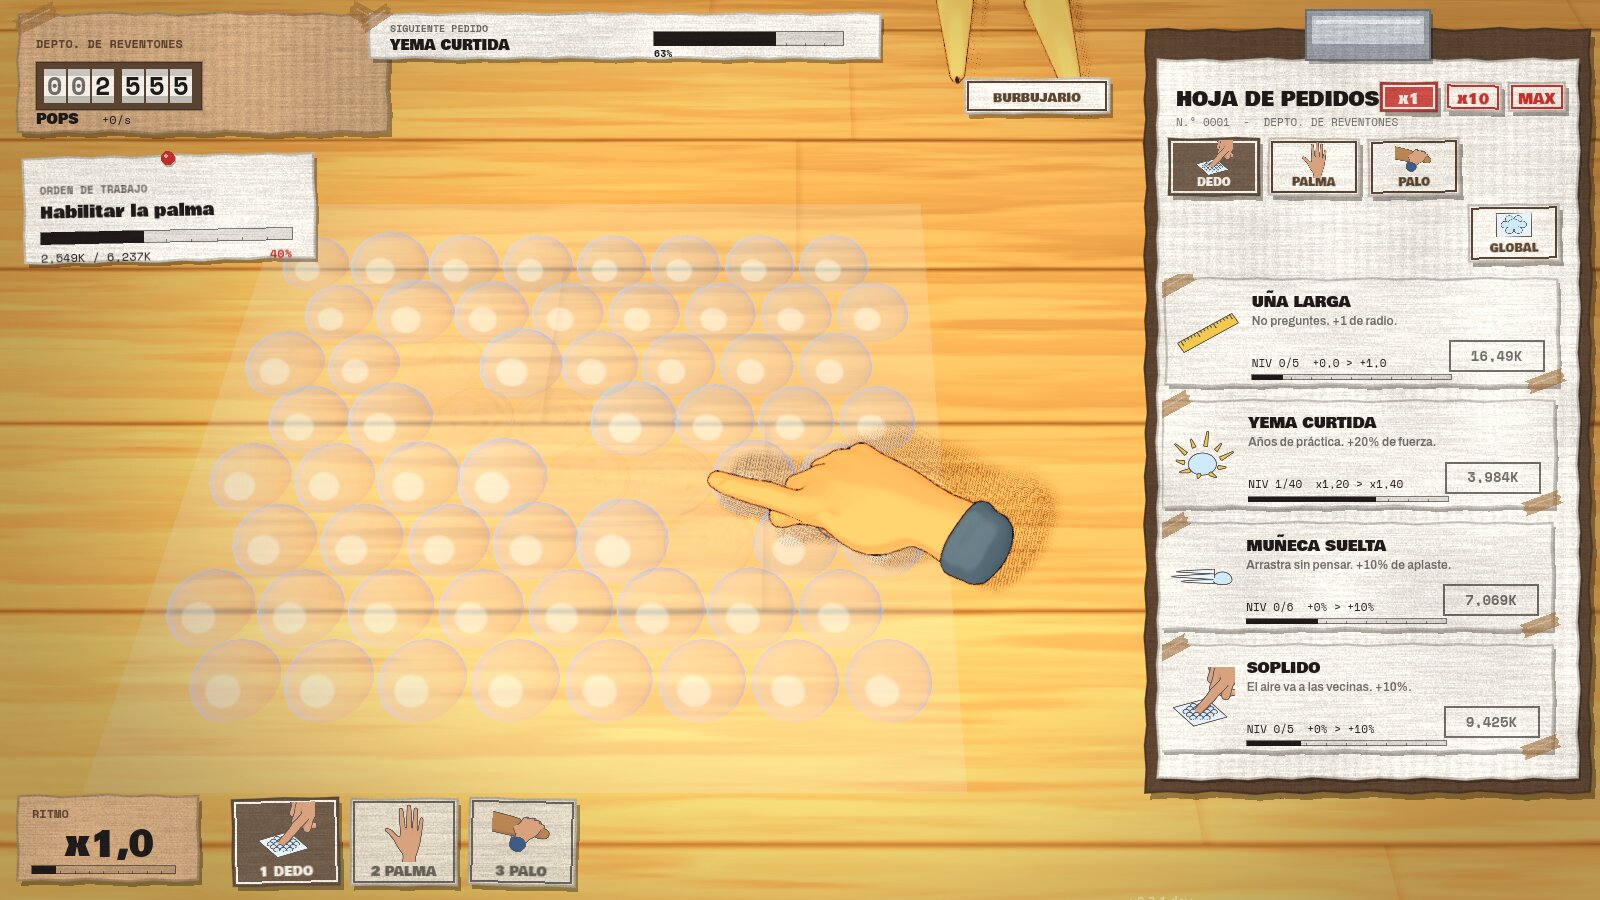 DEPTO. DE REVENTONES
002555
POPS +0/s
SIGUIENTE PEDIDO
YEMA CURTIDA
63%
BURBUJARIO
ORDEN DE TRABAJO
Habilitar la palma
2,549K / 6,237K
40%
HOJA DE PEDIDOS
x1
x10
MAX
N.° 0001 - DEPTO. DE REVENTONES
DEDO
PALMA
PALO
GLOBAL
UÑA LARGA
No preguntes. +1 de radio.
NIV 0/5 +0,0 > +1,0
16,49K
YEMA CURTIDA
Años de práctica. +20% de fuerza.
NIV 1/40 x1,20 > x1,40
3,984K
MUÑECA SUELTA
Arrastra sin pensar. +10% de aplaste.
NIV 0/6 +0% > +10%
7,069K
SOPLIDO
El aire va a las vecinas. +10%.
NIV 0/5 +0% > +10%
9,425K
RITMO
x1,0
1 DEDO
2 PALMA
3 PALO